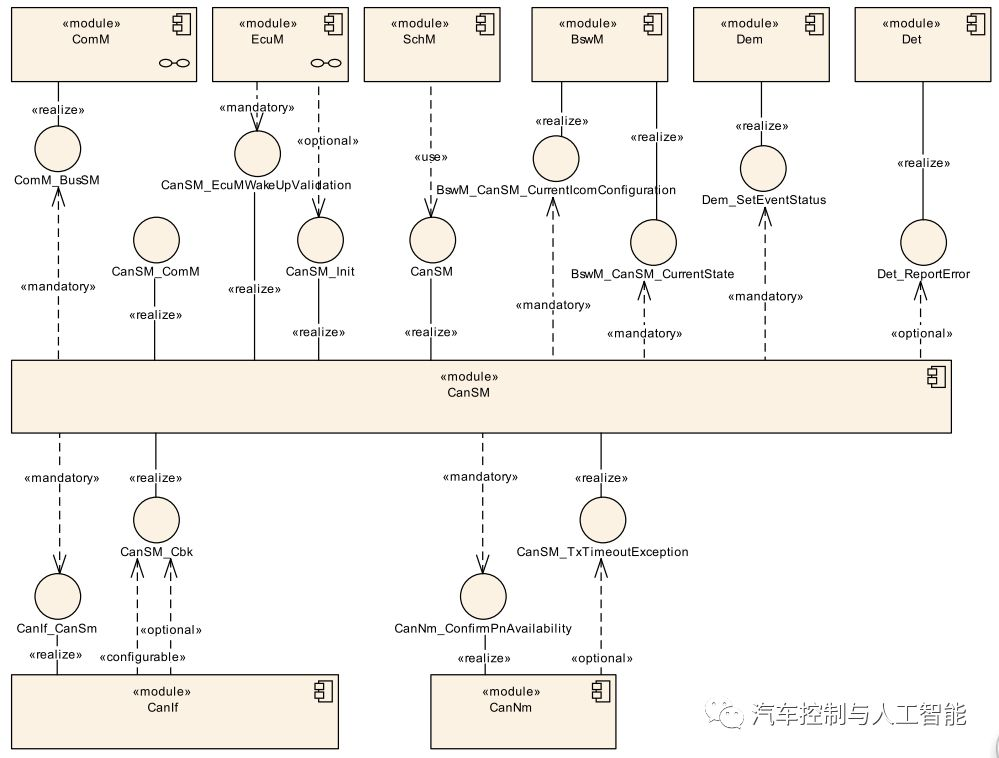 «module»
ComM
«module»
EcuM
«module»
SchM
«module»
BswM
«module»
Dem
«module»
Det
«realize»
«mandatory»
«optional»
«use»
«realize»
«realize»
«realize»
«realize»
ComM_BusSM
CanSM_EcuMWakeUpValidation
BswM_CanSM_CurrentIcomConfiguration
Dem_SetEventStatus
CanSM_ComM
CanSM_Init
CanSM
BswM_CanSM_CurrentState
Det_ReportError
«mandatory»
«realize»
«realize»
«realize»
«realize»
«mandatory»
«mandatory»
«mandatory»
«optional»
«module»
CanSM
«mandatory»
«realize»
«mandatory»
«realize»
CanSM_Cbk
CanSM_TxTimeoutException
CanIf_CanSm
CanNm_ConfirmPnAvailability
«optional»
«realize»
«configurable»
«realize»
«optional»
«module»
CanIf
«module»
CanNm
汽车控制与人工智能